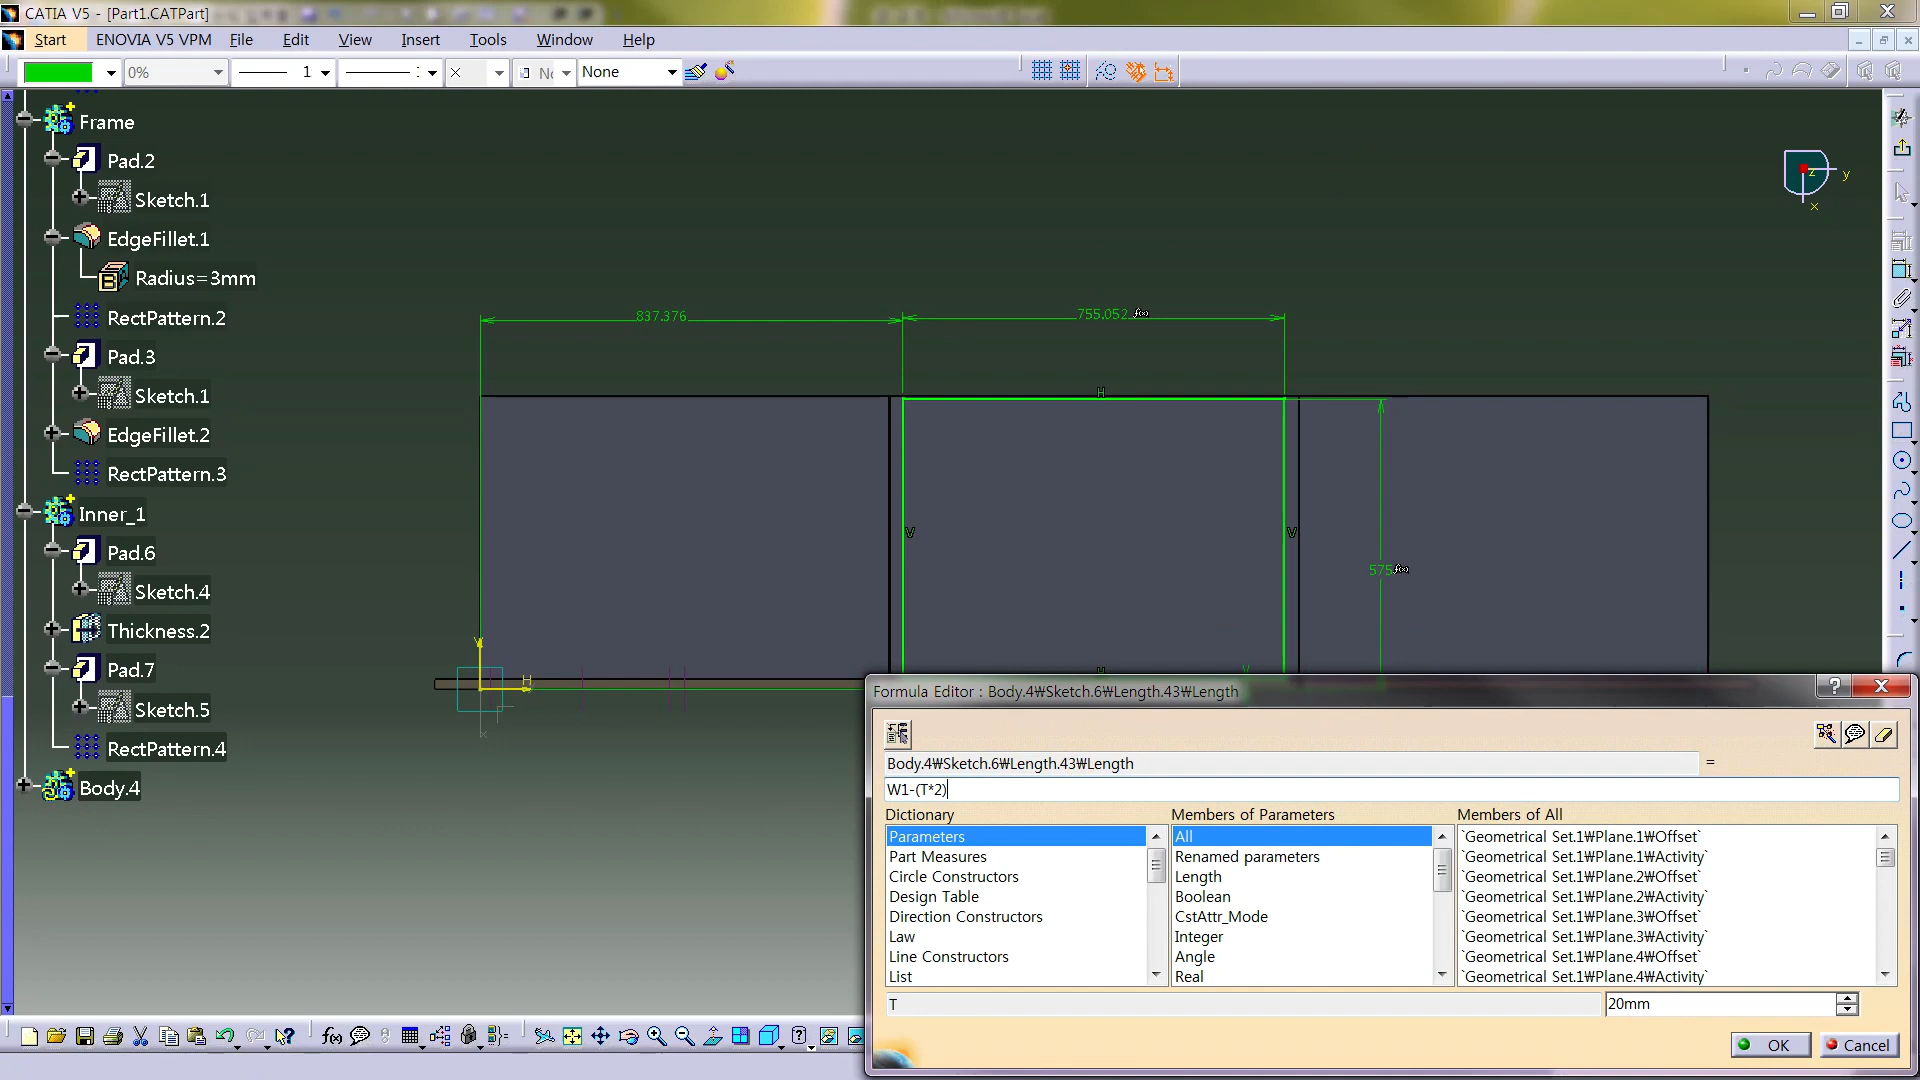 CATIA V5 - [Part1.CATPart]
Start ENOVIA V5 VPM File Edit View Insert Tools Window Help
0% 1 None
Frame
Pad.2
Sketch.1
EdgeFillet.1
Radius=3mm
RectPattern.2
Pad.3
Sketch.1
EdgeFillet.2
RectPattern.3
Inner_1
Pad.6
Sketch.4
Thickness.2
Pad.7
Sketch.5
RectPattern.4
Body.4
z y
x
837.376 755.052 f(x)
H
V V
575 f(x)
V
H
H
Formula Editor : Body.4₩Sketch.6₩Length.43₩Length
Body.4₩Sketch.6₩Length.43₩Length =
W1-(T*2)
Dictionary Members of Parameters Members of All
Parameters All `Geometrical Set.1₩Plane.1₩Offset`
Part Measures Renamed parameters `Geometrical Set.1₩Plane.1₩Activity`
Circle Constructors Length `Geometrical Set.1₩Plane.2₩Offset`
Design Table Boolean `Geometrical Set.1₩Plane.2₩Activity`
Direction Constructors CstAttr_Mode `Geometrical Set.1₩Plane.3₩Offset`
Law Integer `Geometrical Set.1₩Plane.3₩Activity`
Line Constructors Angle `Geometrical Set.1₩Plane.4₩Offset`
List Real `Geometrical Set.1₩Plane.4₩Activity`
T 20mm
OK Cancel